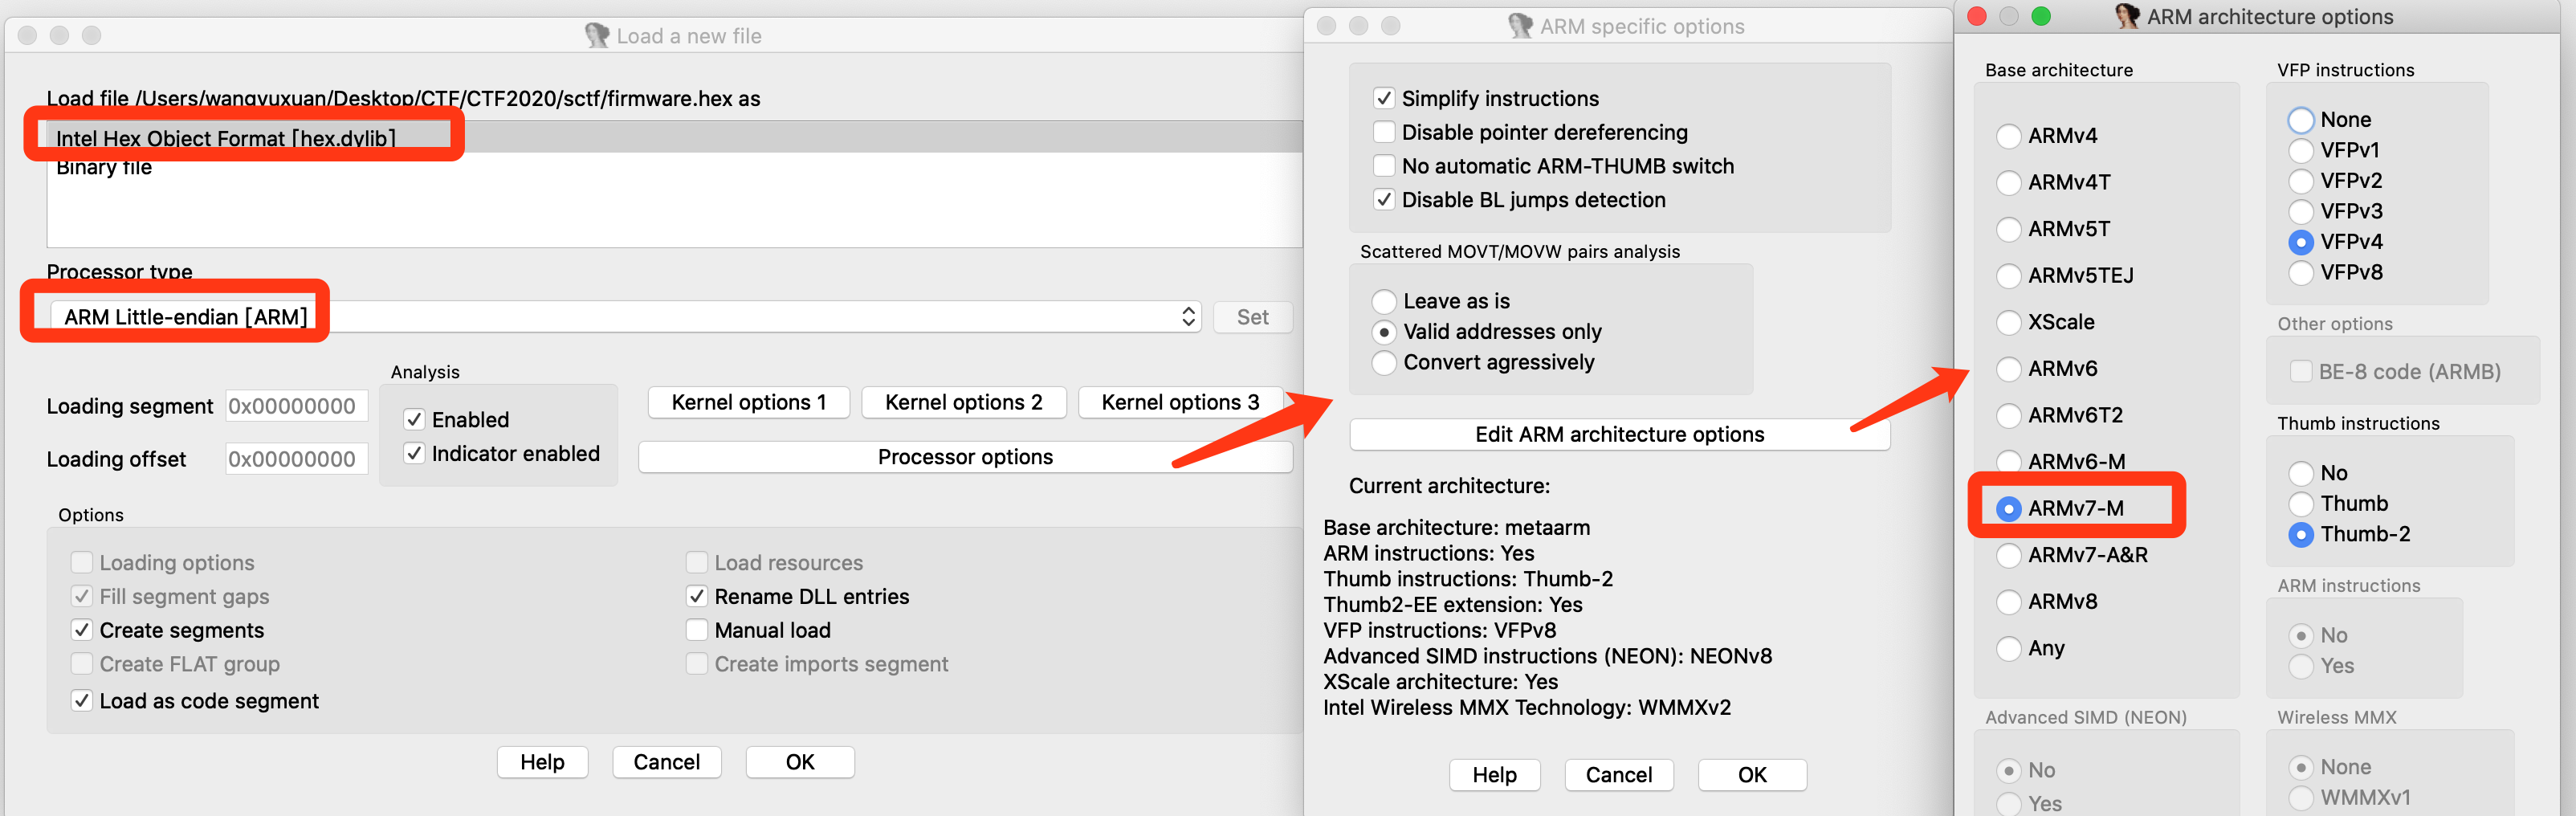 Load a new file
Load file /Users/wangyuxuan/Desktop/CTF/CTF2020/sctf/firmware.hex as
Intel Hex Object Format [hex.dylib]
Binary file
Processor type
ARM Little-endian [ARM]
Set
Loading segment 0x00000000
Loading offset 0x00000000
Analysis
Enabled
Indicator enabled
Kernel options 1
Kernel options 2
Kernel options 3
Processor options
Options
Loading options
Fill segment gaps
Create segments
Create FLAT group
Load as code segment
Load resources
Rename DLL entries
Manual load
Create imports segment
Help
Cancel
OK
ARM specific options
Simplify instructions
Disable pointer dereferencing
No automatic ARM-THUMB switch
Disable BL jumps detection
Scattered MOVT/MOVW pairs analysis
Leave as is
Valid addresses only
Convert agressively
Edit ARM architecture options
Current architecture:
Base architecture: metaarm
ARM instructions: Yes
Thumb instructions: Thumb-2
Thumb2-EE extension: Yes
VFP instructions: VFPv8
Advanced SIMD instructions (NEON): NEONv8
XScale architecture: Yes
Intel Wireless MMX Technology: WMMXv2
Help
Cancel
OK
ARM architecture options
Base architecture
ARMv4
ARMv4T
ARMv5T
ARMv5TEJ
XScale
ARMv6
ARMv6T2
ARMv6-M
ARMv7-M
ARMv7-A&R
ARMv8
Any
Advanced SIMD (NEON)
No
Yes
VFP instructions
None
VFPv1
VFPv2
VFPv3
VFPv4
VFPv8
Other options
BE-8 code (ARMB)
Thumb instructions
No
Thumb
Thumb-2
ARM instructions
No
Yes
Wireless MMX
None
WMMXv1